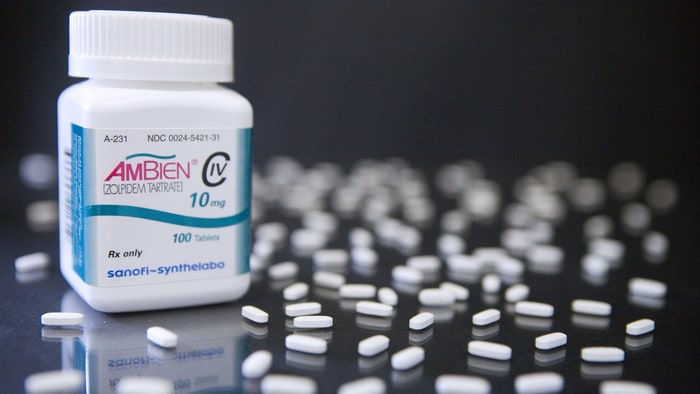 A-231 NDC 0024-5421-31
AMBIEN® CIV
[ZOLPIDEM TARTRATE]
10 mg
100 Tablets
Rx only
sanofi~synthelabo